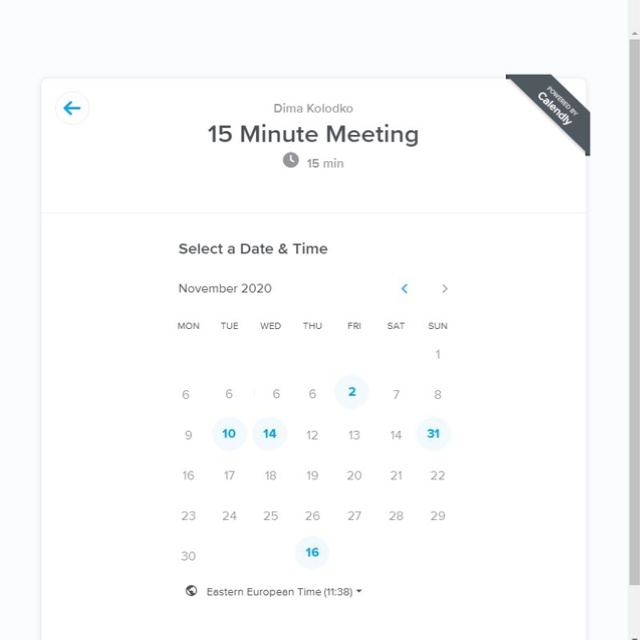 POWERED BY
Calendly
Dima Kolodko
15 Minute Meeting
15 min
Select a Date & Time
November 2020
MON TUE WED THU FRI SAT SUN
1
6 6 6 6 2 7 8
9 10 14 12 13 14 31
16 17 18 19 20 21 22
23 24 25 26 27 28 29
30 16
Eastern European Time (11:38)